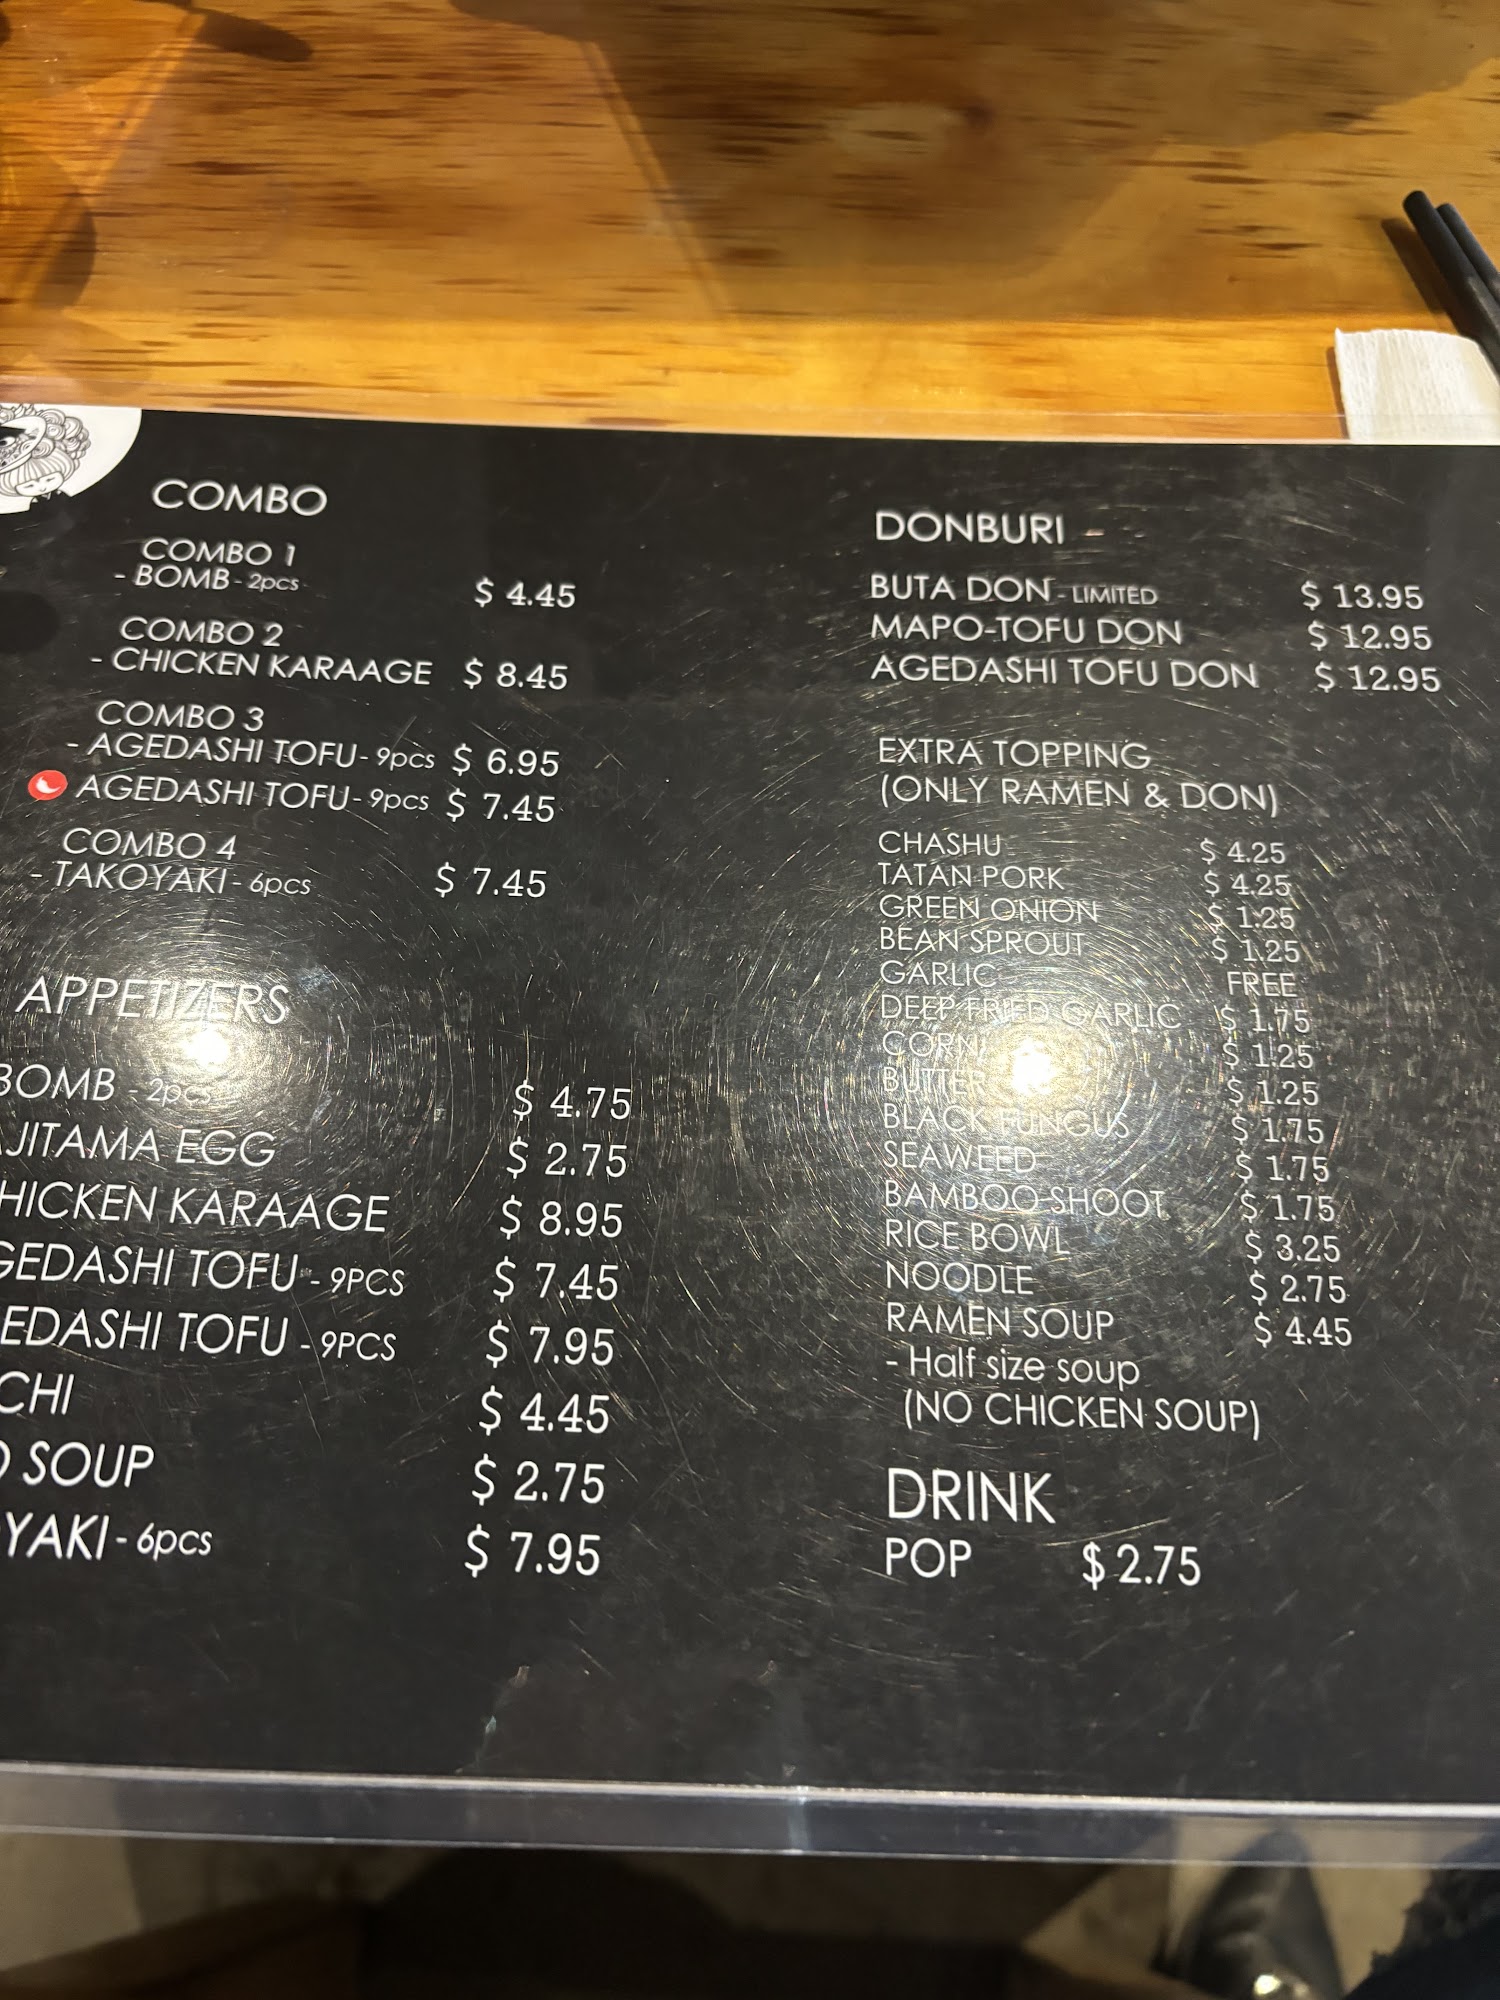 COMBO
COMBO 1
- BOMB - 2pcs $ 4.45
COMBO 2
- CHICKEN KARAAGE $ 8.45
COMBO 3
- AGEDASHI TOFU - 9pcs $ 6.95
AGEDASHI TOFU - 9pcs $ 7.45
COMBO 4
- TAKOYAKI - 6pcs $ 7.45
APPETIZERS
BOMB - 2pcs $ 4.75
JITAMA EGG $ 2.75
HICKEN KARAAGE $ 8.95
GEDASHI TOFU - 9PCS $ 7.45
EDASHI TOFU - 9PCS $ 7.95
CHI $ 4.45
O SOUP $ 2.75
YAKI - 6pcs $ 7.95
DONBURI
BUTA DON - LIMITED $ 13.95
MAPO-TOFU DON $ 12.95
AGEDASHI TOFU DON $ 12.95
EXTRA TOPPING
(ONLY RAMEN & DON)
CHASHU $ 4.25
TATAN PORK $ 4.25
GREEN ONION $ 1.25
BEAN SPROUT $ 1.25
GARLIC FREE
DEEP FRIED GARLIC $ 1.75
CORN $ 1.25
BUTTER $ 1.25
BLACK FUNGUS $ 1.75
SEAWEED $ 1.75
BAMBOO SHOOT $ 1.75
RICE BOWL $ 3.25
NOODLE $ 2.75
RAMEN SOUP $ 4.45
- Half size soup
(NO CHICKEN SOUP)
DRINK
POP $ 2.75